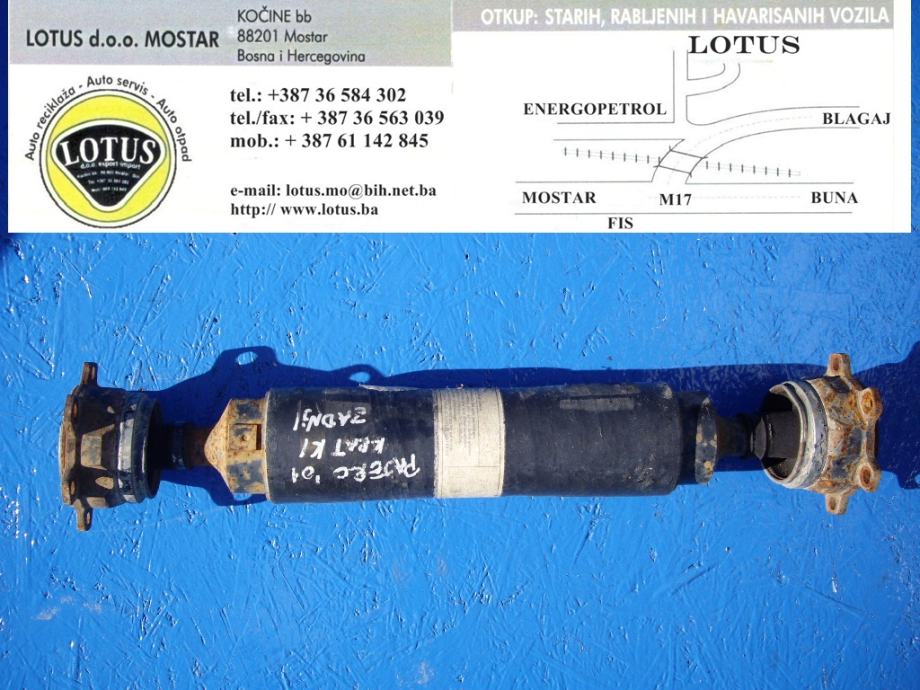 LOTUS d.o.o. MOSTAR
KOČINE bb
88201 Mostar
Bosna i Hercegovina
Auto reciklaža - Auto servis - Auto otpad
LOTUS
d.o.o. export-import
tel.: +387 36 584 302
tel./fax: + 387 36 563 039
mob.: + 387 61 142 845
e-mail: lotus.mo@bih.net.ba
http:// www.lotus.ba
OTKUP: STARIH, RABLJENIH I HAVARISANIH VOZILA
LOTUS
ENERGOPETROL
BLAGAJ
MOSTAR
M17
BUNA
FIS
PAJERO '01
KRATKI
ZADNJI